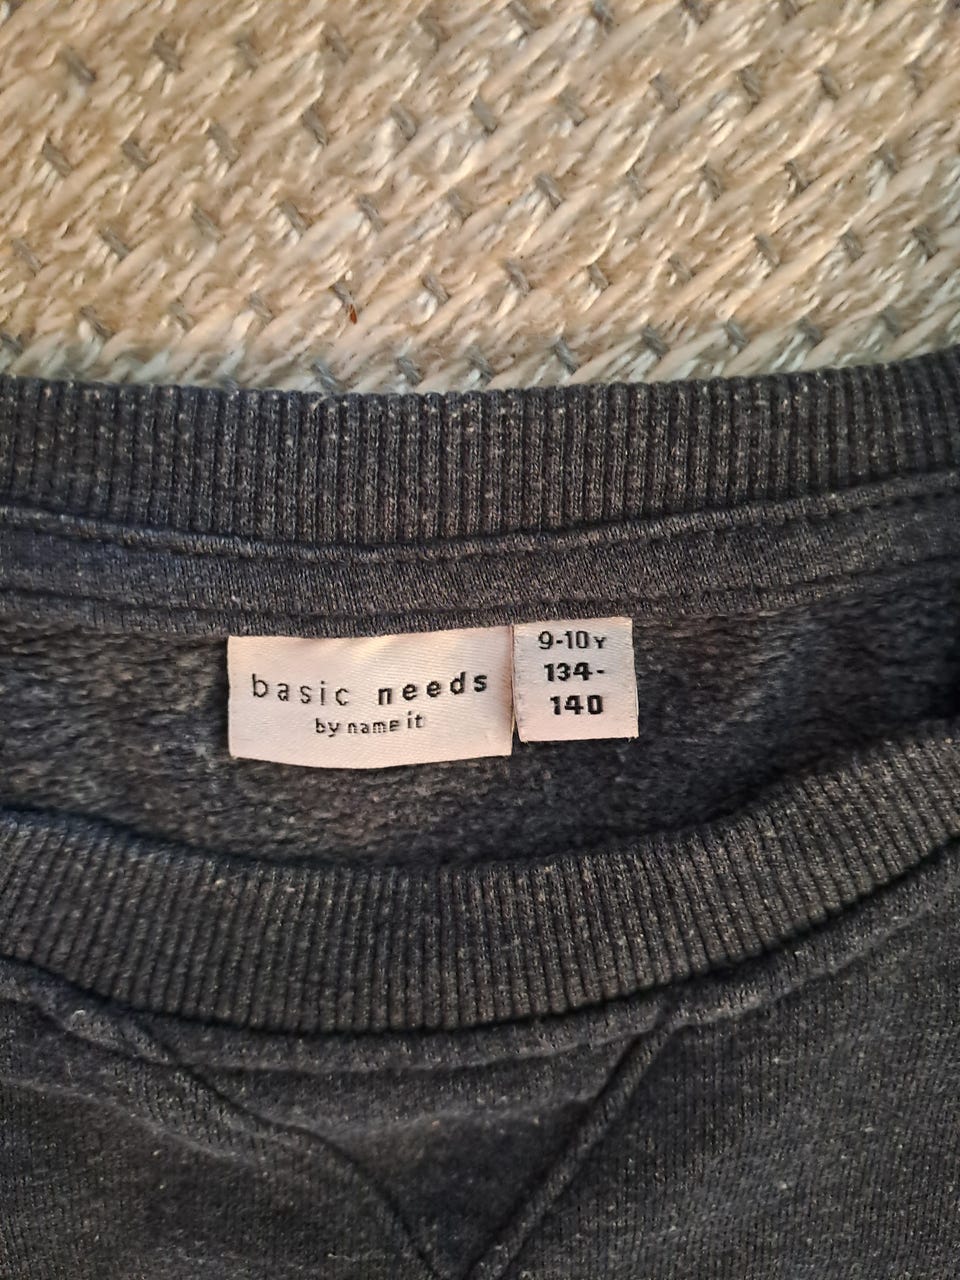 basic needs
by name it
9-10Y
134-
140